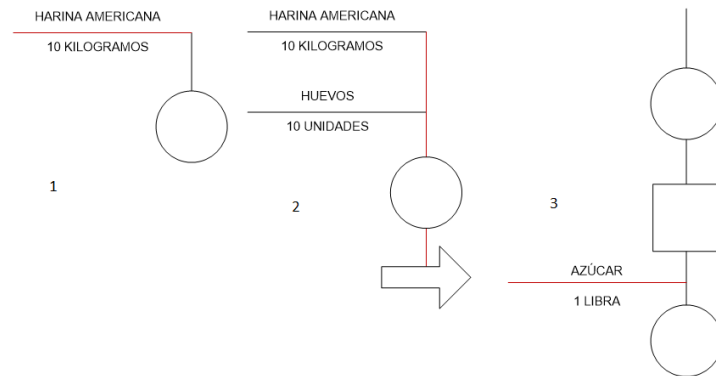 HARINA AMERICANA
10 KILOGRAMOS
1
HARINA AMERICANA
10 KILOGRAMOS
HUEVOS
10 UNIDADES
2
3
AZÚCAR
1 LIBRA